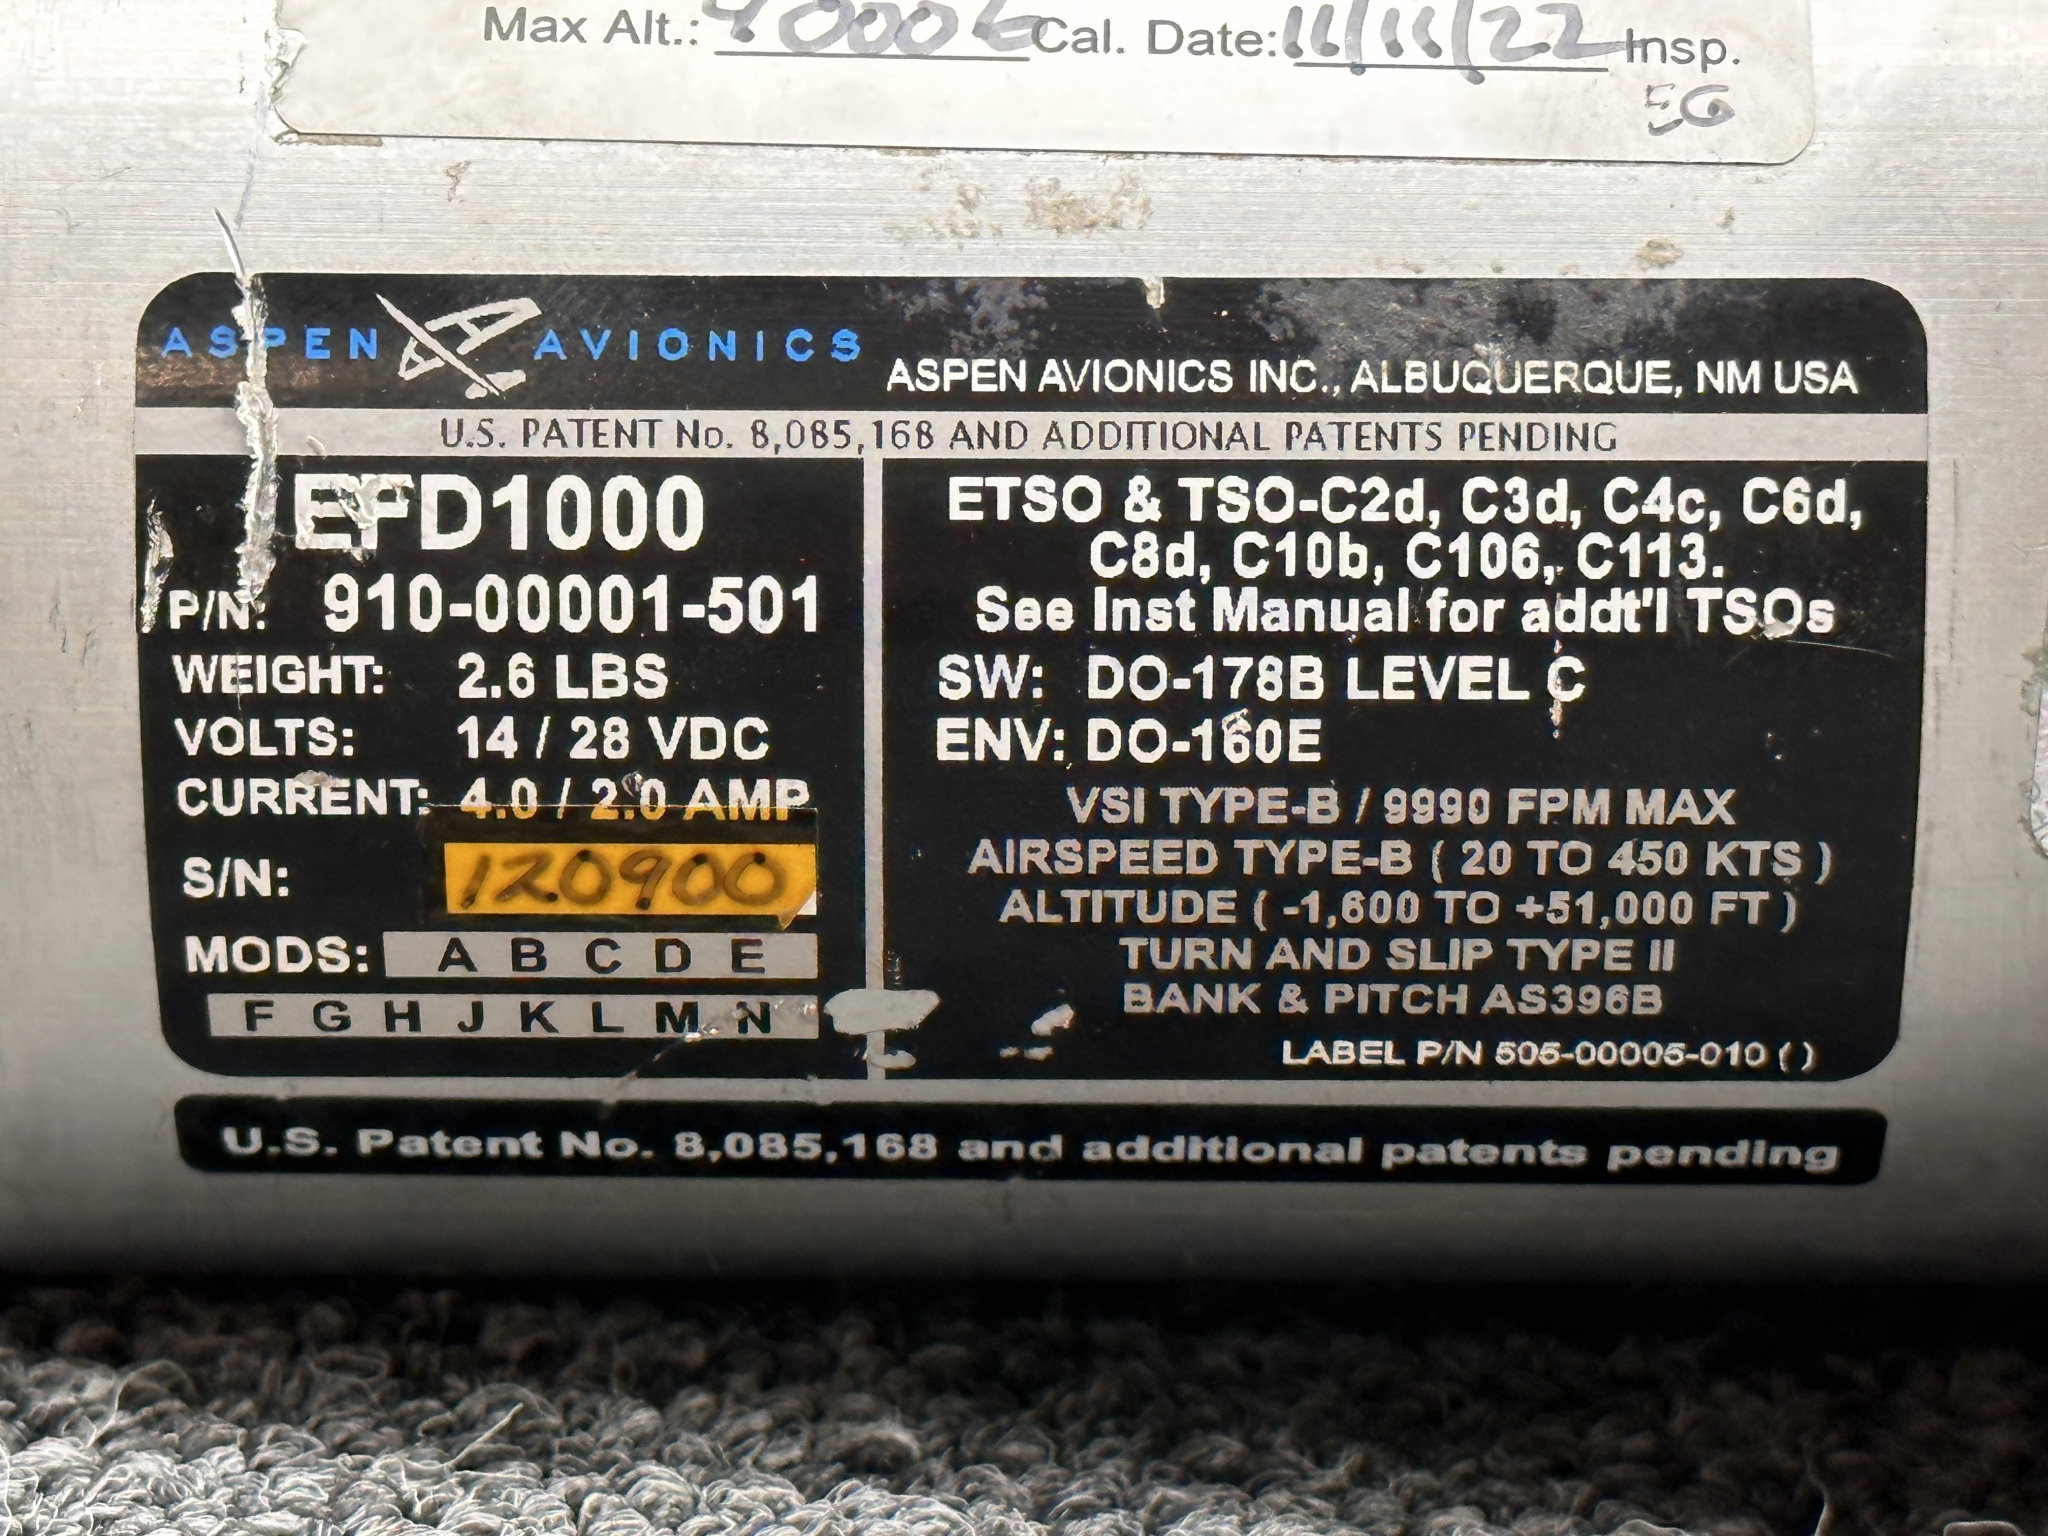 Max Alt.: Cal. Date: 11/11/22 Insp.
EG
ASPEN AVIONICS
ASPEN AVIONICS INC., ALBUQUERQUE, NM USA
U.S. PATENT No. 8,085,168 AND ADDITIONAL PATENTS PENDING
EFD1000
P/N: 910-00001-501
WEIGHT: 2.6 LBS
VOLTS: 14 / 28 VDC
CURRENT: 4.0 / 2.0 AMP
S/N: 120900
MODS: A B C D E
F G H J K L M N
ETSO & TSO-C2d, C3d, C4c, C6d,
C8d, C10b, C106, C113.
See Inst Manual for addt'l TSOs
SW: DO-178B LEVEL C
ENV: DO-160E
VSI TYPE-B / 9990 FPM MAX
AIRSPEED TYPE-B ( 20 TO 450 KTS )
ALTITUDE ( -1,600 TO +51,000 FT )
TURN AND SLIP TYPE II
BANK & PITCH AS396B
LABEL P/N 505-00005-010 ( )
U.S. Patent No. 8,085,168 and additional patents pending